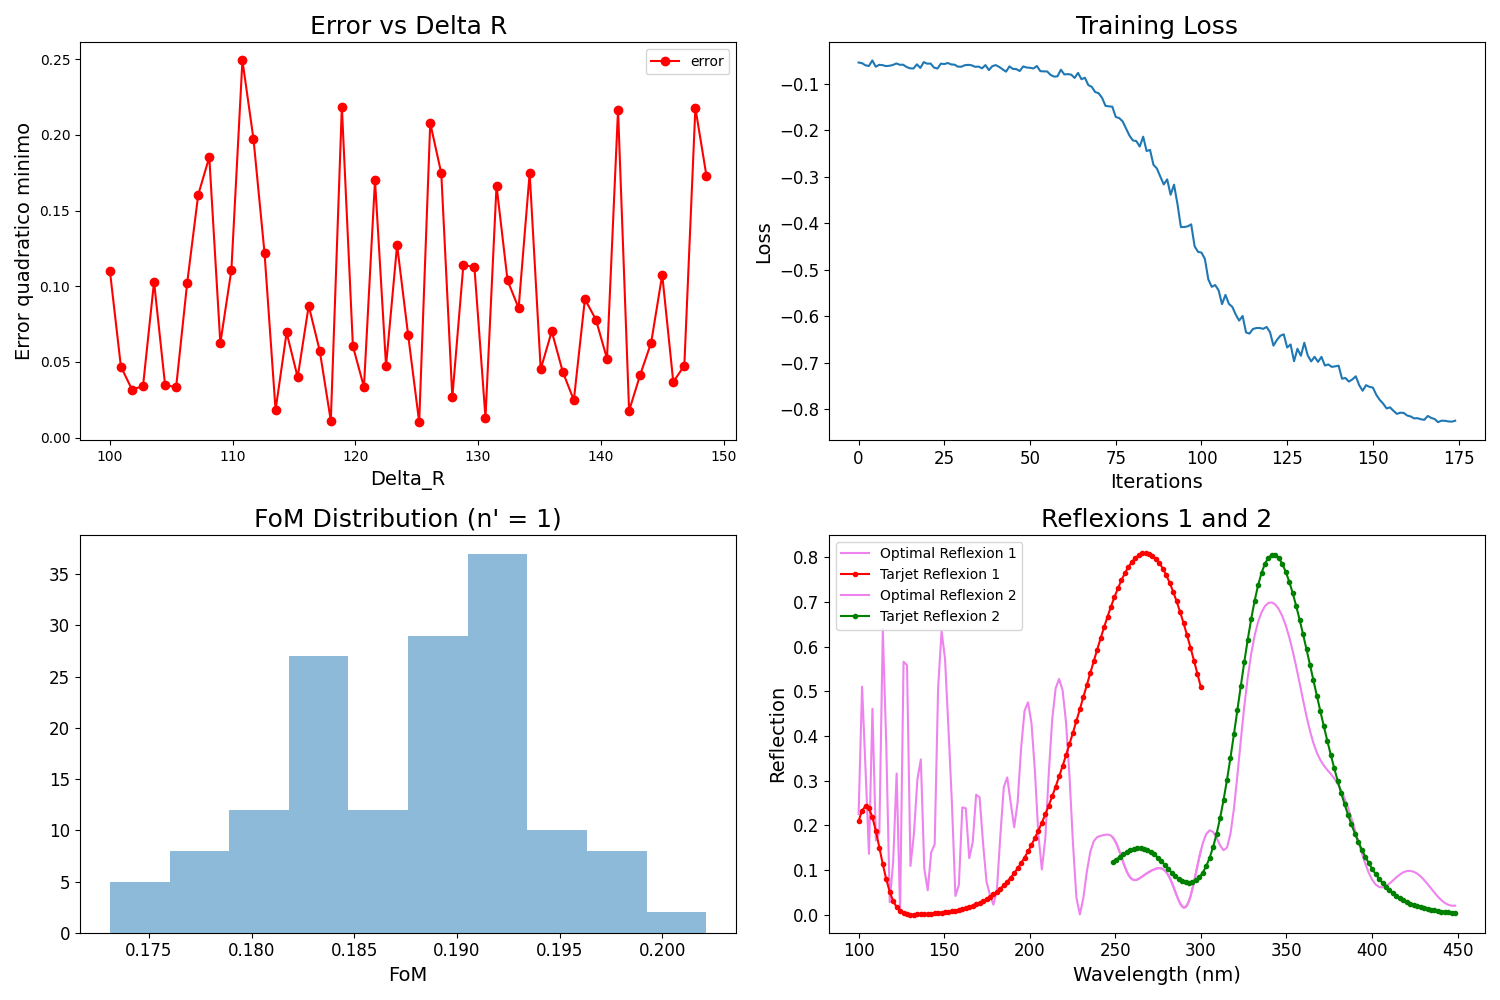 Error vs Delta R
error
Error quadratico minimo
0.25
0.20
0.15
0.10
0.05
0.00
100 110 120 130 140 150
Delta_R
Training Loss
Loss
−0.1
−0.2
−0.3
−0.4
−0.5
−0.6
−0.7
−0.8
0 25 50 75 100 125 150 175
Iterations
FoM Distribution (n' = 1)
35
30
25
20
15
10
5
0
0.175 0.180 0.185 0.190 0.195 0.200
FoM
Reflexions 1 and 2
Optimal Reflexion 1
Tarjet Reflexion 1
Optimal Reflexion 2
Tarjet Reflexion 2
Reflection
0.8
0.7
0.6
0.5
0.4
0.3
0.2
0.1
0.0
100 150 200 250 300 350 400 450
Wavelength (nm)